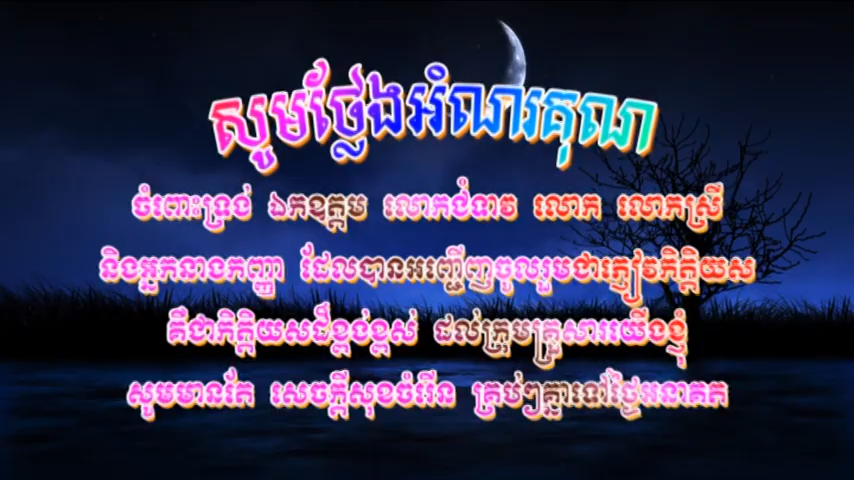 សូមថ្លែងអំណរគុណ
ចំពោះទ្រង់ ឯកឧត្តម លោកជំទាវ លោក លោកស្រី
និងអ្នកនាងកញ្ញា ដែលបានអញ្ជើញចូលរួមជាភ្ញៀវកិត្តិយស
គឺជាកិត្តិយសដ៏ខ្ពង់ខ្ពស់ ដល់ក្រុមគ្រួសារយើងខ្ញុំ
សូមមានតែ សេចក្តីសុខចំរើន គ្រប់ៗគ្នាទៅថ្ងៃអនាគត